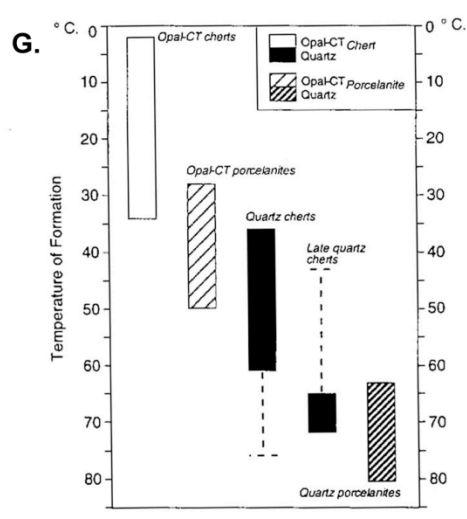 G.
° C.
0
10
20
30
40
50
60
70
80
Temperature of Formation
Opal-CT cherts
Opal-CT porcelanites
Quartz cherts
Late quartz
cherts
Quartz porcelanites
Opal-CT Chert
Quartz
Opal-CT Porcelanite
Quartz
° C.
0
10
20
30
40
50
60
70
80